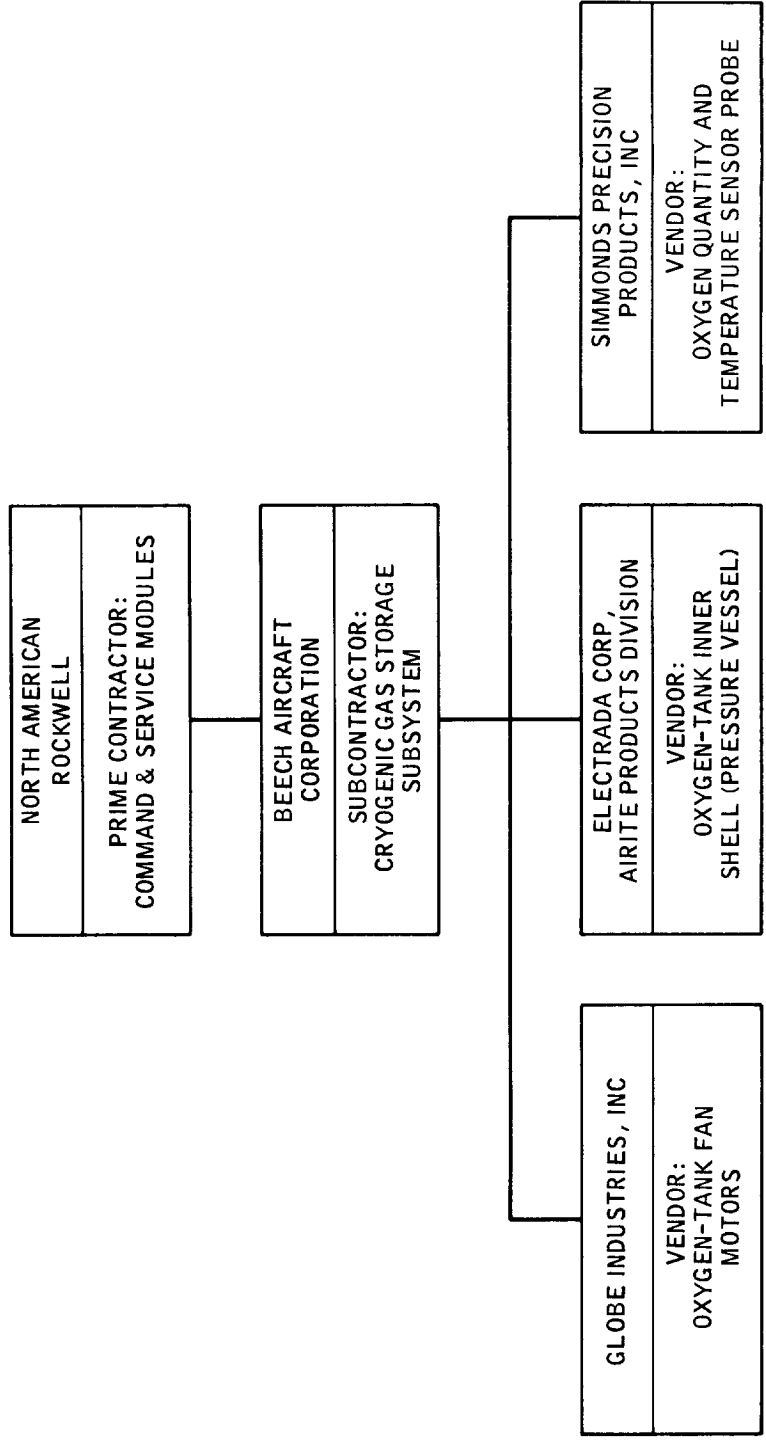 NORTH AMERICAN
ROCKWELL
PRIME CONTRACTOR:
COMMAND & SERVICE MODULES
BEECH AIRCRAFT
CORPORATION
SUBCONTRACTOR:
CRYOGENIC GAS STORAGE
SUBSYSTEM
GLOBE INDUSTRIES, INC
VENDOR:
OXYGEN-TANK FAN
MOTORS
ELECTRADA CORP,
AIRITE PRODUCTS DIVISION
VENDOR:
OXYGEN-TANK INNER
SHELL (PRESSURE VESSEL)
SIMMONDS PRECISION
PRODUCTS, INC
VENDOR:
OXYGEN QUANTITY AND
TEMPERATURE SENSOR PROBE